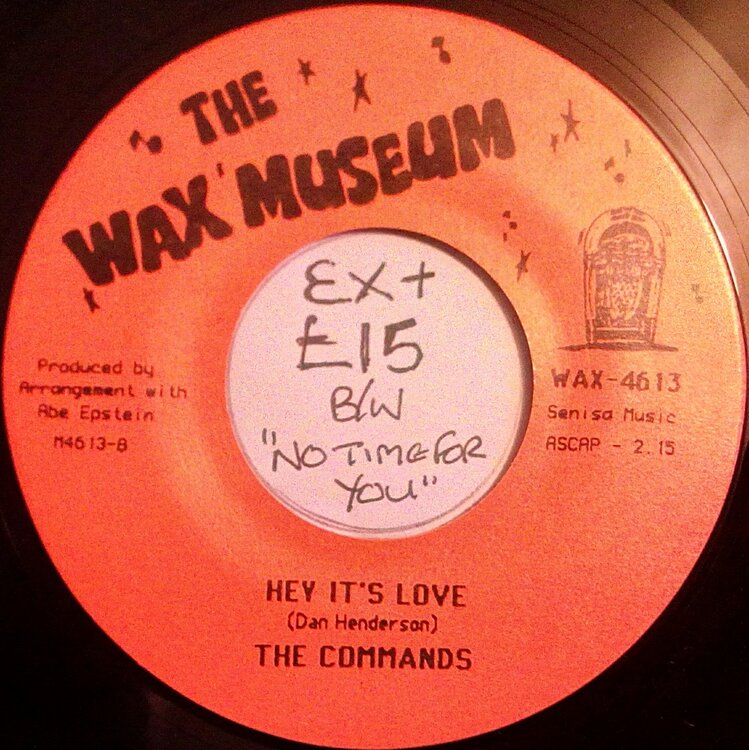 THE
WAX MUSEUM
EX+
£15
B/W
"NO TIME FOR
YOU"
Produced by
Arrangement with
Abe Epstein
M4613-B
WAX-4613
Senisa Music
ASCAP - 2.15
HEY IT'S LOVE
(Dan Henderson)
THE COMMANDS